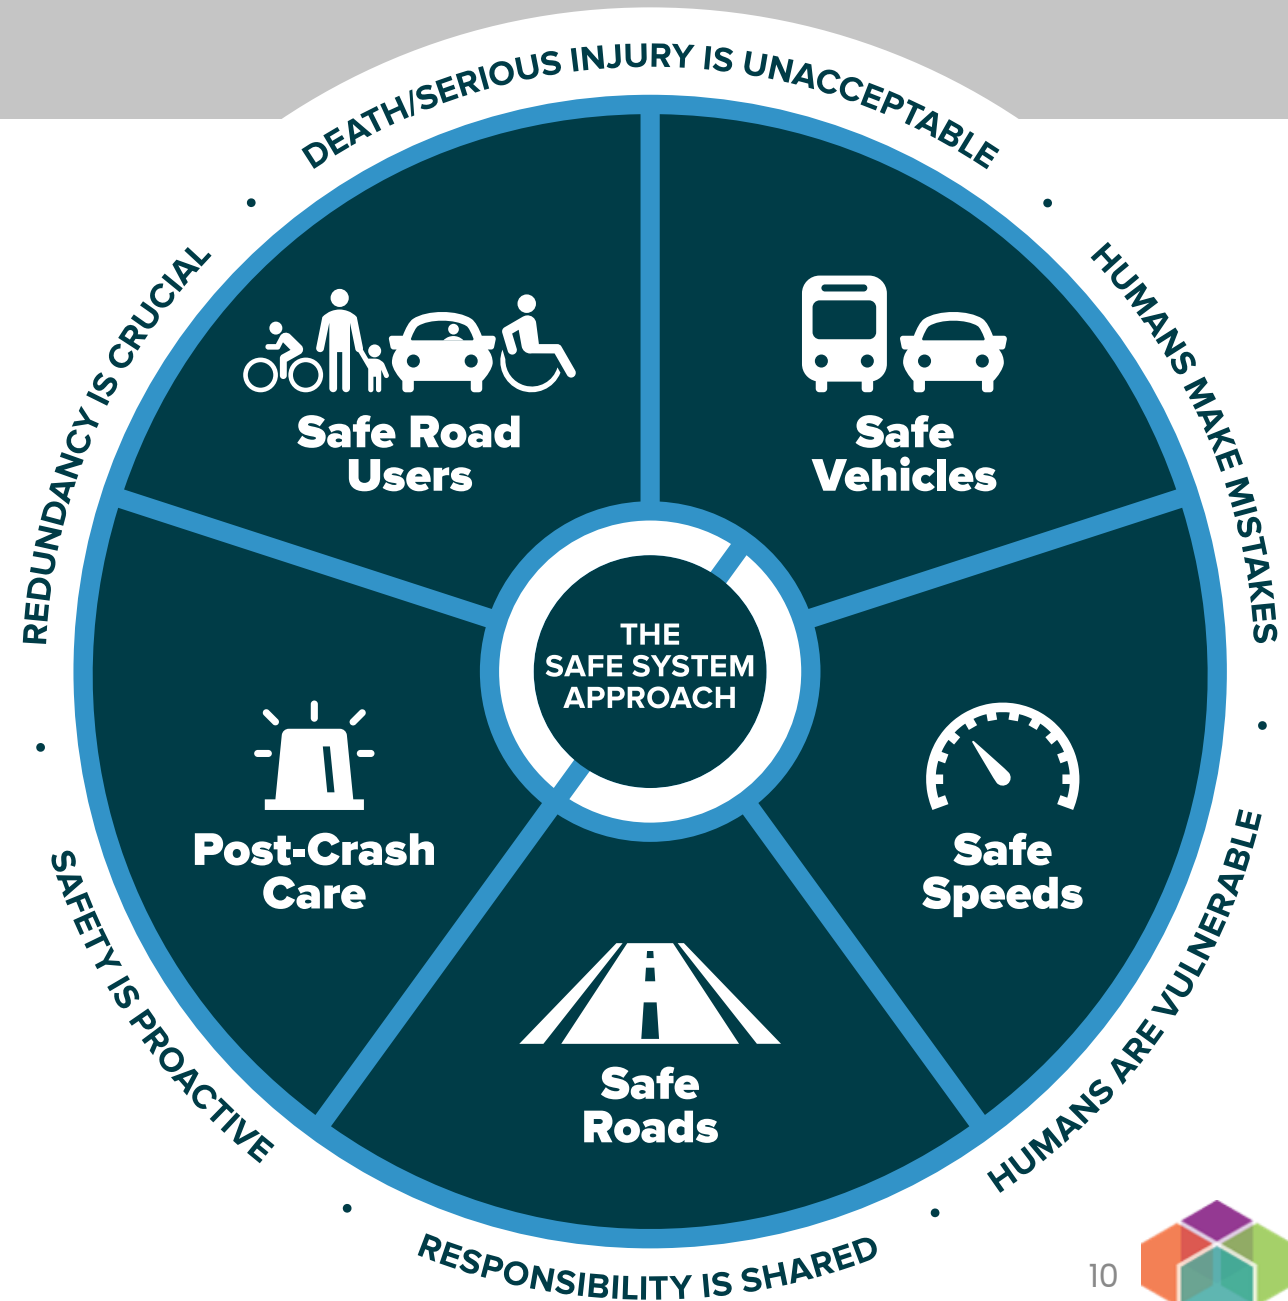 DEATH/SERIOUS INJURY IS UNACCEPTABLE
HUMANS MAKE MISTAKES
HUMANS ARE VULNERABLE
RESPONSIBILITY IS SHARED
SAFETY IS PROACTIVE
REDUNDANCY IS CRUCIAL
Safe Road
Users
Safe
Vehicles
THE
SAFE SYSTEM
APPROACH
Post-Crash
Care
Safe
Speeds
Safe
Roads
10